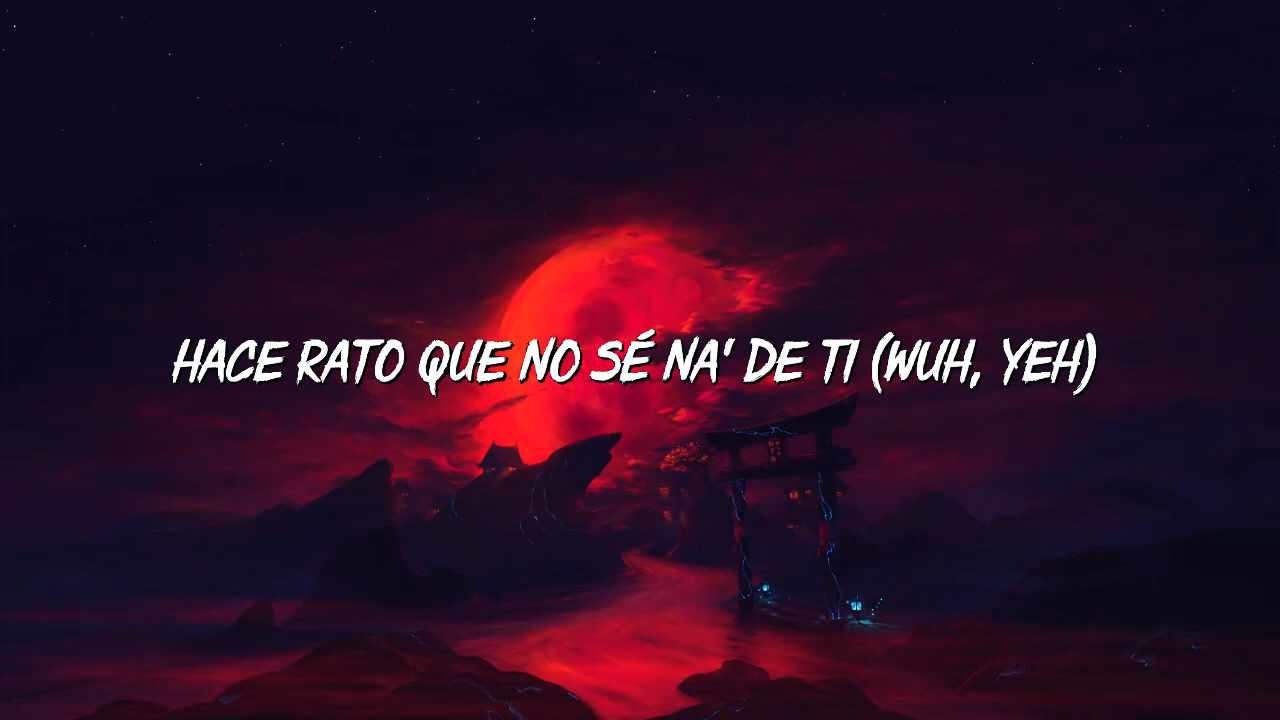 HACE RATO QUE NO SÉ NA' DE TI (WUH, YEH)